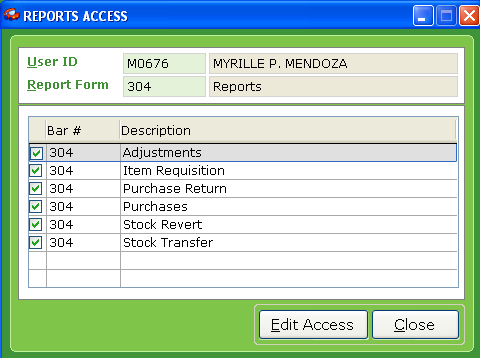 REPORTS ACCESS
User ID M0676 MYRILLE P. MENDOZA
Report Form 304 Reports
Bar # Description
304 Adjustments
304 Item Requisition
304 Purchase Return
304 Purchases
304 Stock Revert
304 Stock Transfer
Edit Access Close